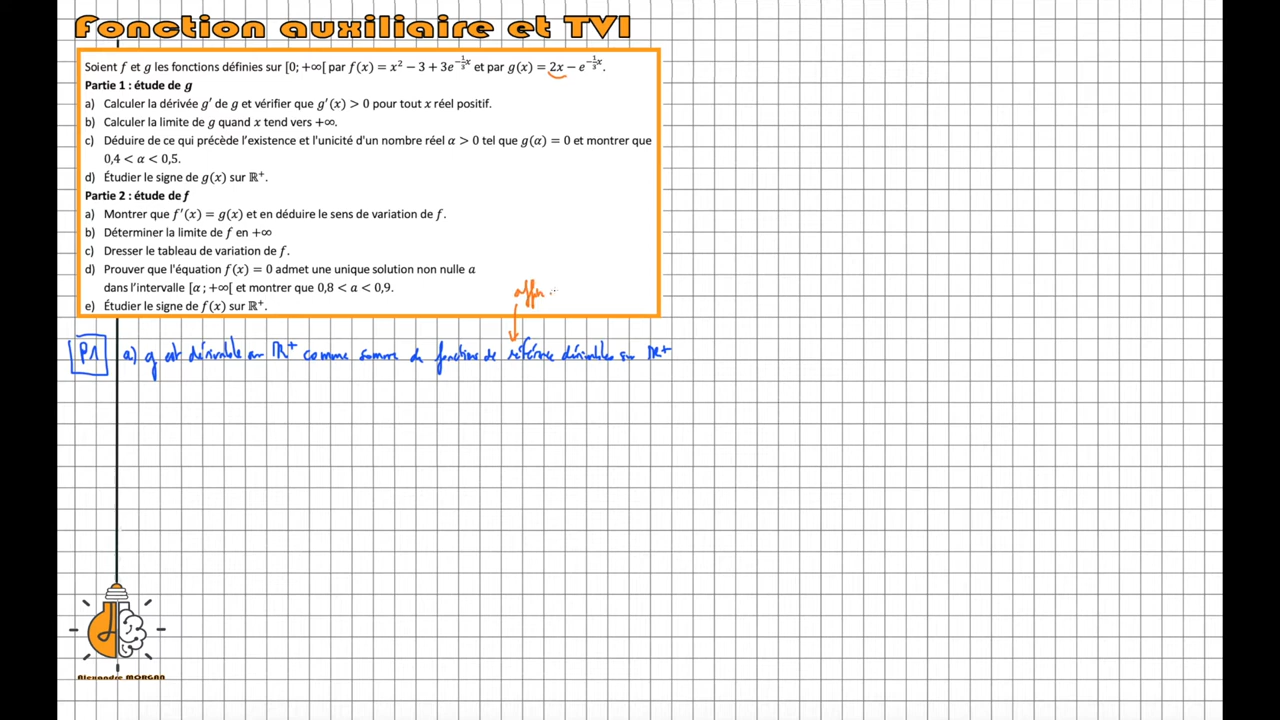 Fonction auxiliaire et TVI
Soient f et g les fonctions définies sur [0; +∞[ par f(x) = x² − 3 + 3e^{−\frac{1}{3}x} et par g(x) = 2x − e^{−\frac{1}{3}x}.
Partie 1 : étude de g
a) Calculer la dérivée g′ de g et vérifier que g′(x) > 0 pour tout x réel positif.
b) Calculer la limite de g quand x tend vers +∞.
c) Déduire de ce qui précède l'existence et l'unicité d'un nombre réel α > 0 tel que g(α) = 0 et montrer que
0,4 < α < 0,5.
d) Étudier le signe de g(x) sur ℝ⁺.
Partie 2 : étude de f
a) Montrer que f′(x) = g(x) et en déduire le sens de variation de f.
b) Déterminer la limite de f en +∞
c) Dresser le tableau de variation de f.
d) Prouver que l'équation f(x) = 0 admet une unique solution non nulle a
dans l'intervalle [α ; +∞[ et montrer que 0,8 < a < 0,9.
e) Étudier le signe de f(x) sur ℝ⁺.
P1 a) g est dérivable sur ℝ⁺ comme somme de fonctions de référence dérivables sur ℝ⁺
Alexandre MORGAN